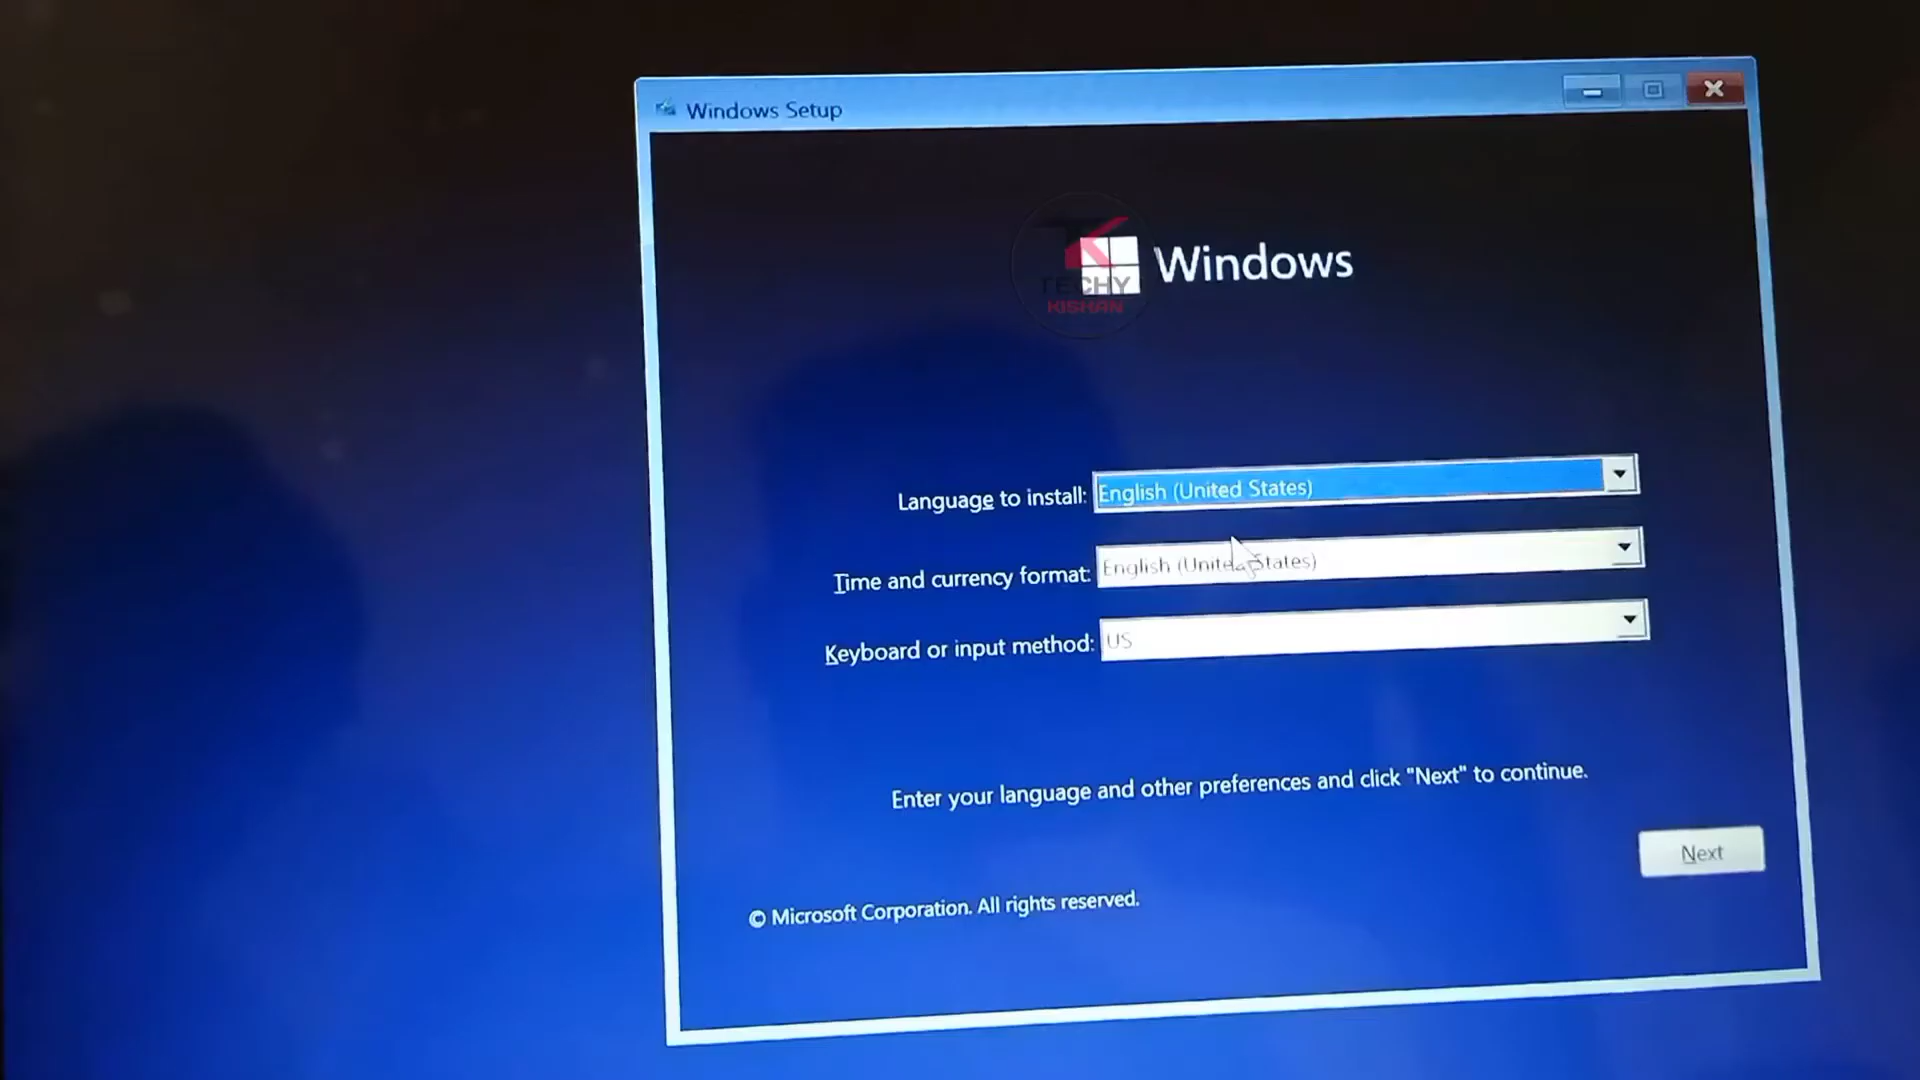 Windows Setup
Windows
TECHY
KISHAN
Language to install: English (United States)
Time and currency format: English (United States)
Keyboard or input method: US
Enter your language and other preferences and click "Next" to continue.
Next
© Microsoft Corporation. All rights reserved.